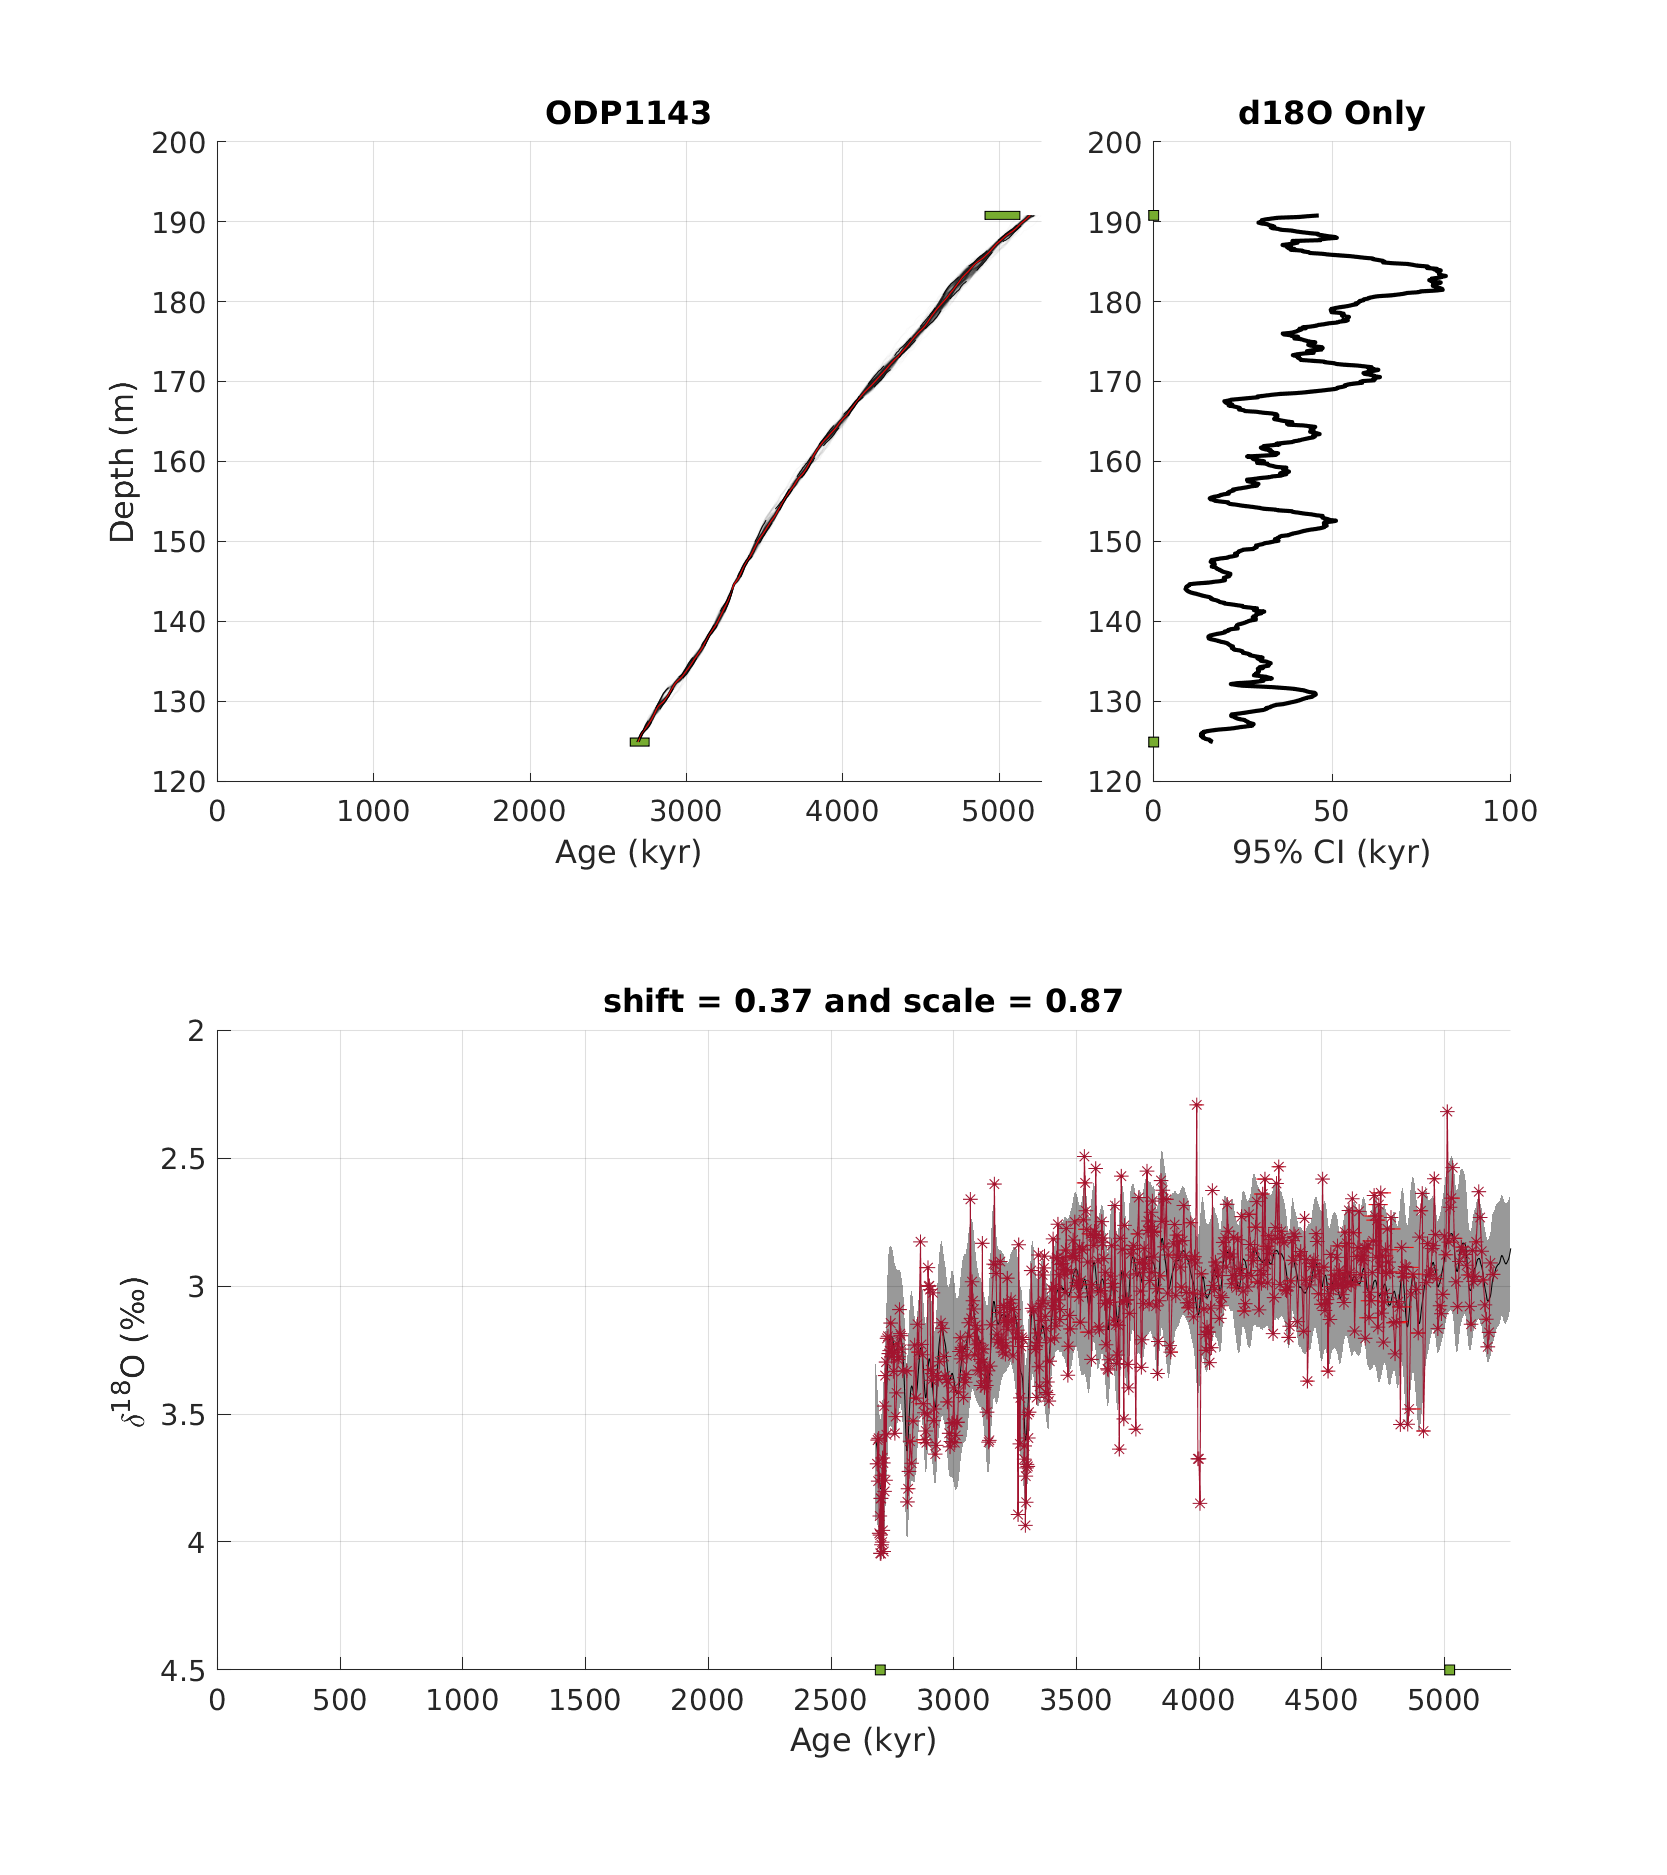 ODP1143
d18O Only
200
190
180
170
160
150
140
130
120
Depth (m)
0 1000 2000 3000 4000 5000
Age (kyr)
200
190
180
170
160
150
140
130
120
0 50 100
95% CI (kyr)
shift = 0.37 and scale = 0.87
2
2.5
3
3.5
4
4.5
δ¹⁸O (‰)
0 500 1000 1500 2000 2500 3000 3500 4000 4500 5000
Age (kyr)